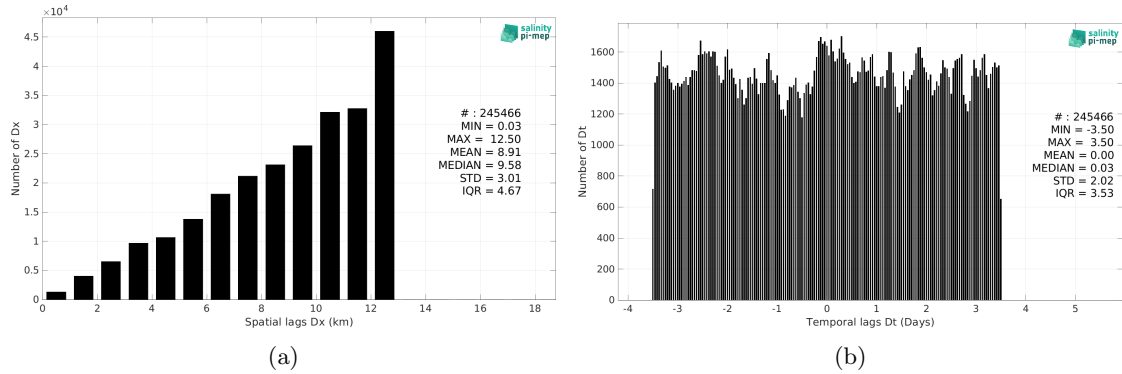 ×10⁴
4.5
4
3.5
3
2.5
2
1.5
1
0.5
0
Number of Dx
salinity
pi-mep
# : 245466
MIN = 0.03
MAX = 12.50
MEAN = 8.91
MEDIAN = 9.58
STD = 3.01
IQR = 4.67
0 2 4 6 8 10 12 14 16 18
Spatial lags Dx (km)
(a)
1600
1400
1200
1000
800
600
400
200
0
Number of Dt
salinity
pi-mep
# : 245466
MIN = -3.50
MAX = 3.50
MEAN = 0.00
MEDIAN = 0.03
STD = 2.02
IQR = 3.53
-4 -3 -2 -1 0 1 2 3 4 5
Temporal lags Dt (Days)
(b)